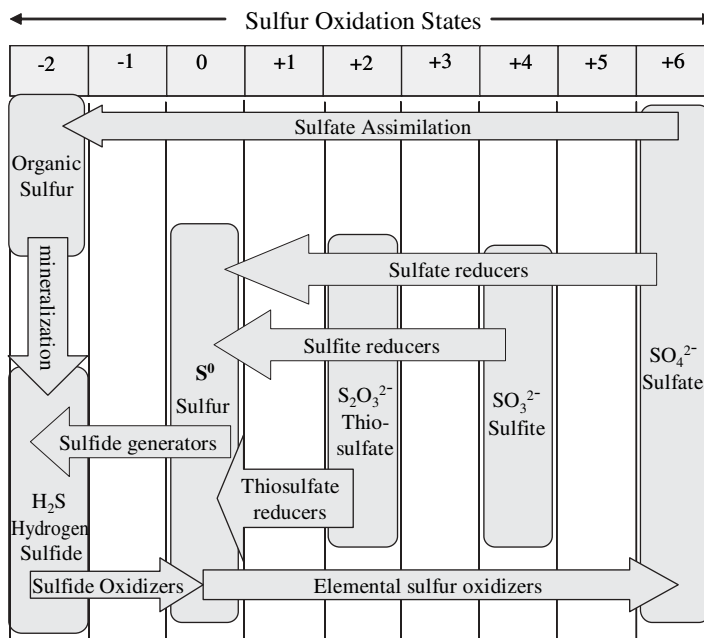 Sulfur Oxidation States
-2 -1 0 +1 +2 +3 +4 +5 +6
Sulfate Assimilation
Organic
Sulfur
mineralization
Sulfate reducers
Sulfite reducers
S⁰
Sulfur
S₂O₃²⁻
Thio-
sulfate
SO₃²⁻
Sulfite
SO₄²⁻
Sulfate
Sulfide generators
Thiosulfate
reducers
H₂S
Hydrogen
Sulfide
Sulfide Oxidizers
Elemental sulfur oxidizers